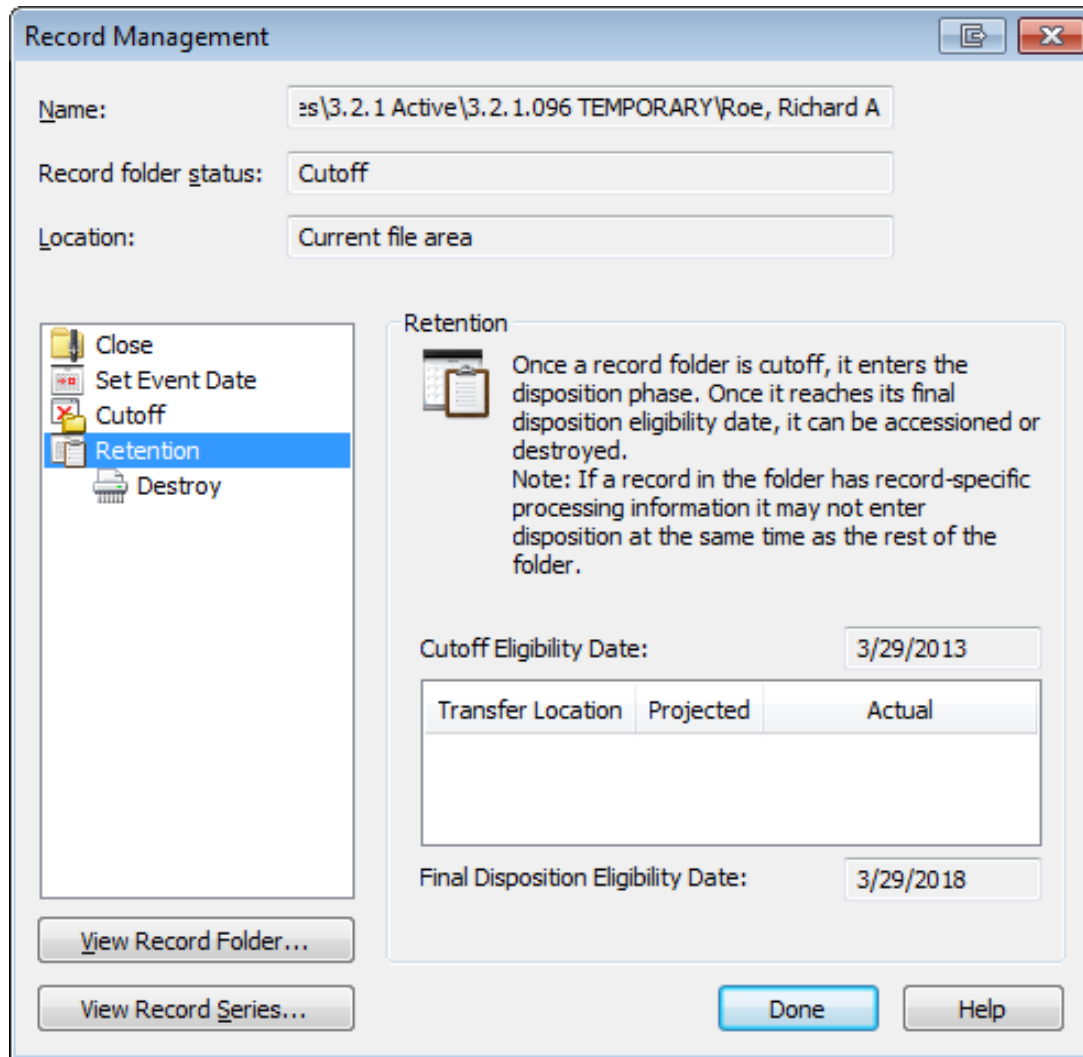 Record Management
Name:
es\3.2.1 Active\3.2.1.096 TEMPORARY\Roe, Richard A
Record folder status:
Cutoff
Location:
Current file area
Close
Set Event Date
Cutoff
Retention
Destroy
Retention
Once a record folder is cutoff, it enters the
disposition phase. Once it reaches its final
disposition eligibility date, it can be accessioned or
destroyed.
Note: If a record in the folder has record-specific
processing information it may not enter
disposition at the same time as the rest of the
folder.
Cutoff Eligibility Date:
3/29/2013
Transfer Location Projected Actual
Final Disposition Eligibility Date:
3/29/2018
View Record Folder...
View Record Series...
Done
Help